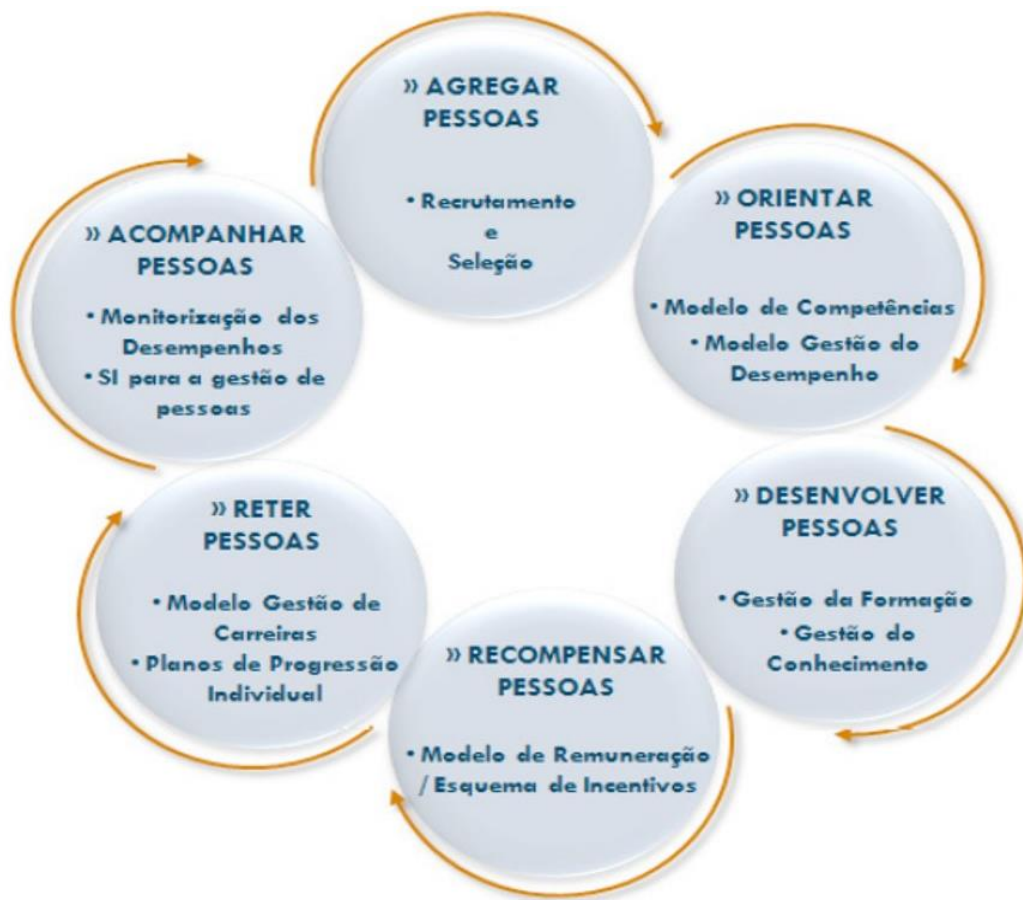 » AGREGAR
PESSOAS
• Recrutamento
e
Seleção
» ORIENTAR
PESSOAS
• Modelo de Competências
• Modelo Gestão do
Desempenho
» DESENVOLVER
PESSOAS
• Gestão da Formação
• Gestão do
Conhecimento
» RECOMPENSAR
PESSOAS
• Modelo de Remuneração
/ Esquema de Incentivos
» RETER
PESSOAS
• Modelo Gestão de
Carreiras
• Planos de Progressão
Individual
» ACOMPANHAR
PESSOAS
• Monitorização dos
Desempenhos
• SI para a gestão de
pessoas